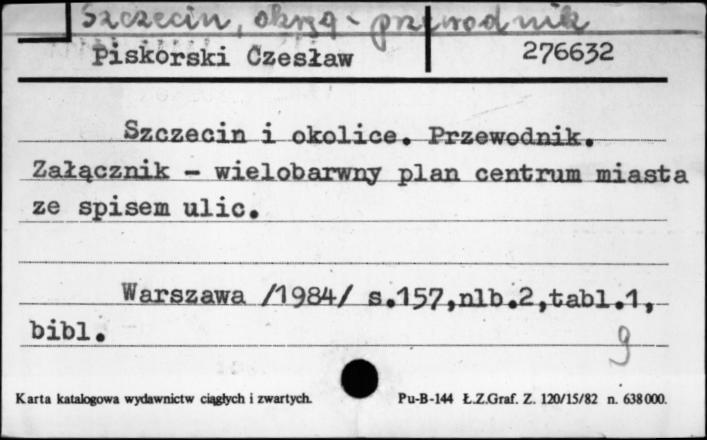 Szczecin, okręg - przewodnik
Piskorski Czesław 276632
Szczecin i okolice. Przewodnik.
Załącznik - wielobarwny plan centrum miasta
ze spisem ulic.
Warszawa /1984/ s.157,nlb.2,tabl.1,
bibl.
9
Karta katalogowa wydawnictw ciągłych i zwartych. Pu-B-144 Ł.Z.Graf. Z. 120/15/82 n. 638000.